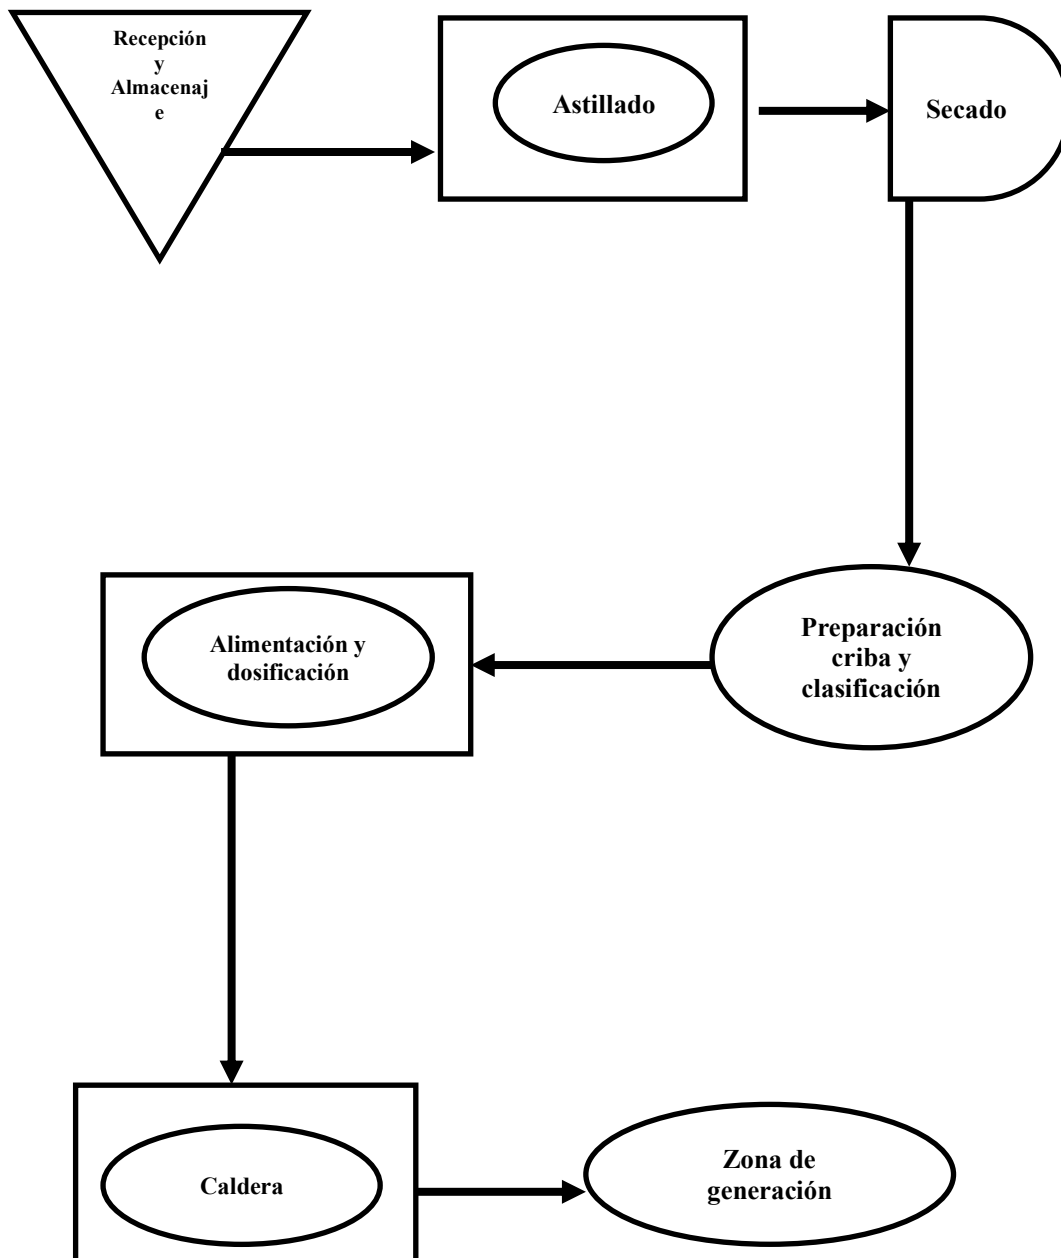 Recepción
y
Almacenaj
e
Astillado
Secado
Preparación
criba y
clasificación
Alimentación y
dosificación
Caldera
Zona de
generación